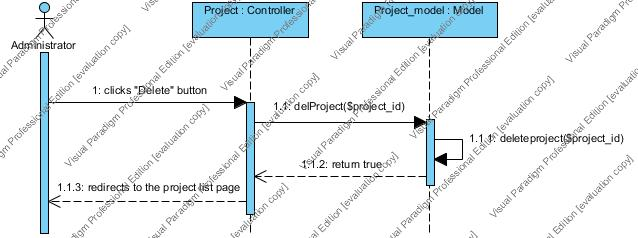 Project : Controller
Project_model : Model
Administrator
1: clicks "Delete" button
1.1: delProject($project_id)
1.1.1: deleteproject($project_id)
1.1.2: return true
1.1.3: redirects to the project list page
Visual Paradigm Professional Edition [evaluation copy]